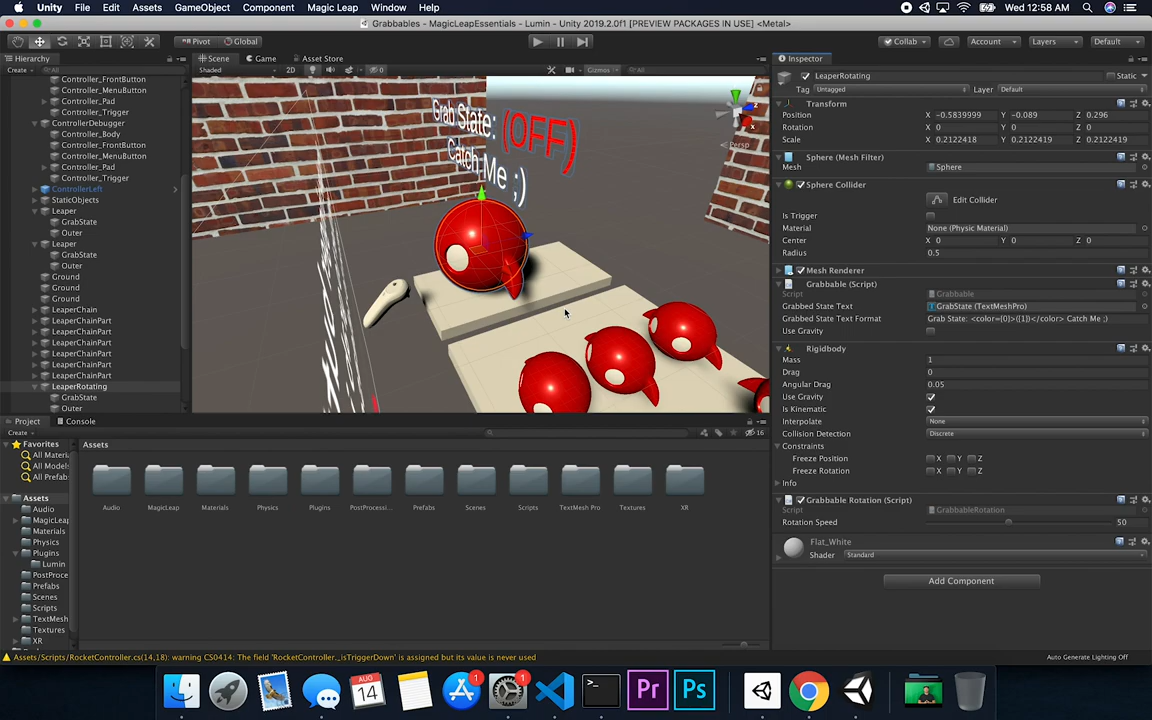 Unity File Edit Assets GameObject Component Magic Leap Window Help Wed 12:58 AM
Grabbables - MagicLeapEssentials - Lumin - Unity 2019.2.0f1 [PREVIEW PACKAGES IN USE] <Metal>
Pivot Global Collab Account Layers Default
Hierarchy Scene Game Asset Store Inspector
Create All Shaded 2D 0 Gizmos All
Controller_FrontButton
Controller_MenuButton
Controller_Pad
Controller_Trigger
ControllerDebugger
Controller_Body
Controller_FrontButton
Controller_MenuButton
Controller_Pad
Controller_Trigger
ControllerLeft
StaticObjects
Leaper
GrabState
Outer
Leaper
GrabState
Outer
Ground
Ground
Ground
LeaperChain
LeaperChainPart
LeaperChainPart
LeaperChainPart
LeaperChainPart
LeaperChainPart
LeaperChainPart
LeaperRotating
GrabState
Outer
Grab State: (OFF)
Catch Me ;)
Persp
LeaperRotating Static
Tag Untagged Layer Default
Transform
Position X -0.5839999 Y -0.089 Z 0.296
Rotation X 0 Y 0 Z 0
Scale X 0.2122418 Y 0.2122419 Z 0.2122419
Sphere (Mesh Filter)
Mesh Sphere
Sphere Collider
Edit Collider
Is Trigger
Material None (Physic Material)
Center X 0 Y 0 Z 0
Radius 0.5
Mesh Renderer
Grabbable (Script)
Script Grabbable
Grabbed State Text GrabState (TextMeshPro)
Grabbed State Text Format Grab State: <color={0}>({1})</color> Catch Me ;)
Use Gravity
Rigidbody
Mass 1
Drag 0
Angular Drag 0.05
Use Gravity
Is Kinematic
Interpolate None
Collision Detection Discrete
Constraints
Freeze Position X Y Z
Freeze Rotation X Y Z
Info
Grabbable Rotation (Script)
Script GrabbableRotation
Rotation Speed 50
Flat_White
Shader Standard
Add Component
Project Console
Create 16
Favorites
All Materi
All Model
All Prefab
Assets
Audio
MagicLeap
Materials
Physics
Plugins
Lumin
PostProce
Prefabs
Scenes
Scripts
TextMesh
Textures
XR
Assets
Audio MagicLeap Materials Physics Plugins PostProcessi... Prefabs Scenes Scripts TextMesh Pro Textures XR
Assets/Scripts/RocketController.cs(14,18): warning CS0414: The field 'RocketController._isTriggerDown' is assigned but its value is never used
Auto Generate Lighting Off
AUG
14
1
1
Pr
Ps